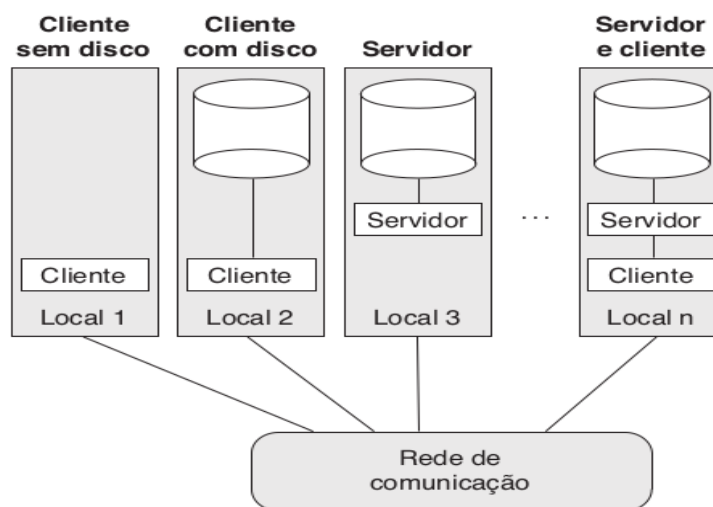 Cliente
sem disco
Cliente
com disco
Servidor
Servidor
e cliente
Cliente
Local 1
Cliente
Local 2
Servidor
Local 3
...
Servidor
Cliente
Local n
Rede de
comunicação